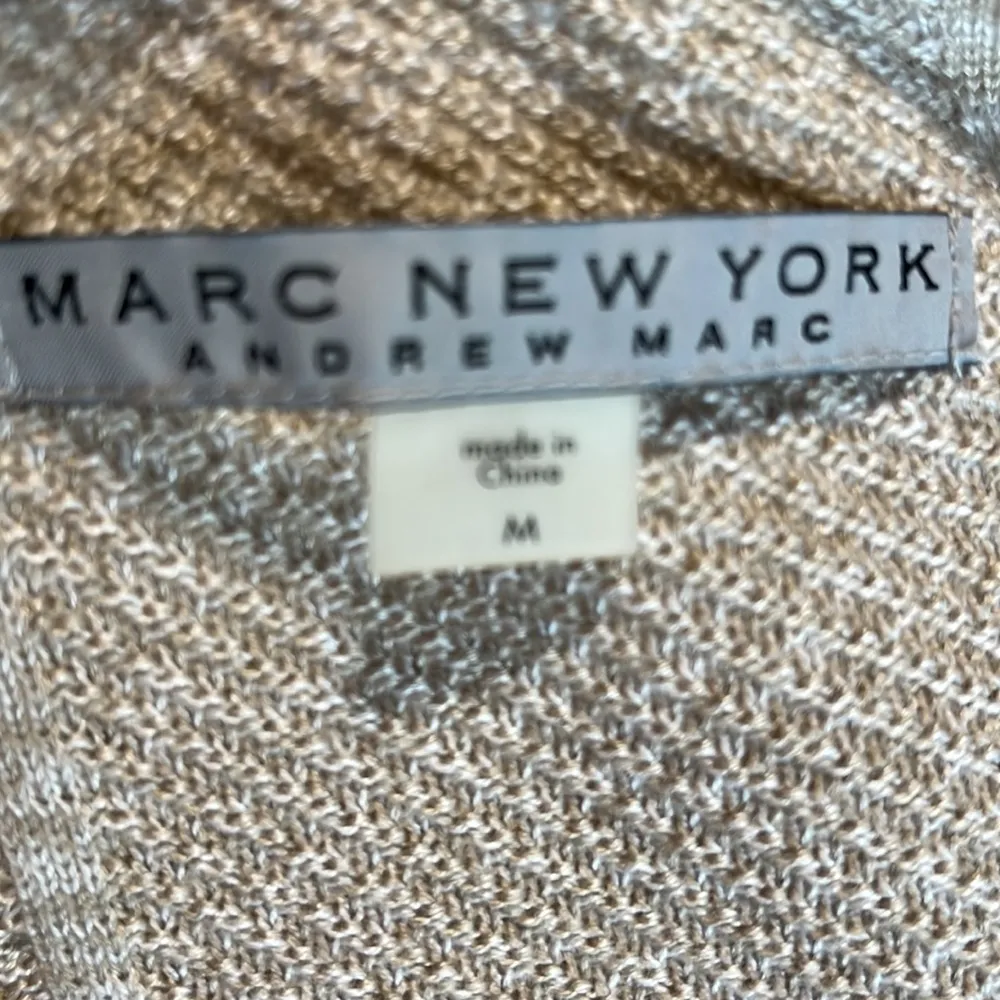 MARC NEW YORK
ANDREW MARC
made in
China
M